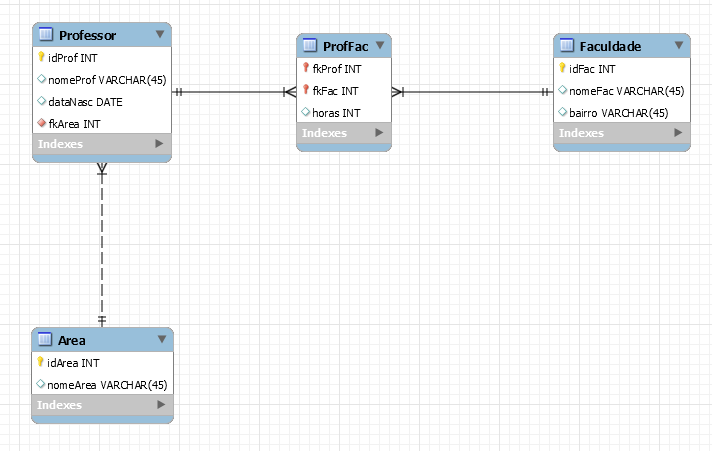 Professor
idProf INT
nomeProf VARCHAR(45)
dataNasc DATE
fkArea INT
Indexes
ProfFac
fkProf INT
fkFac INT
horas INT
Indexes
Faculdade
idFac INT
nomeFac VARCHAR(45)
bairro VARCHAR(45)
Indexes
Area
idArea INT
nomeArea VARCHAR(45)
Indexes